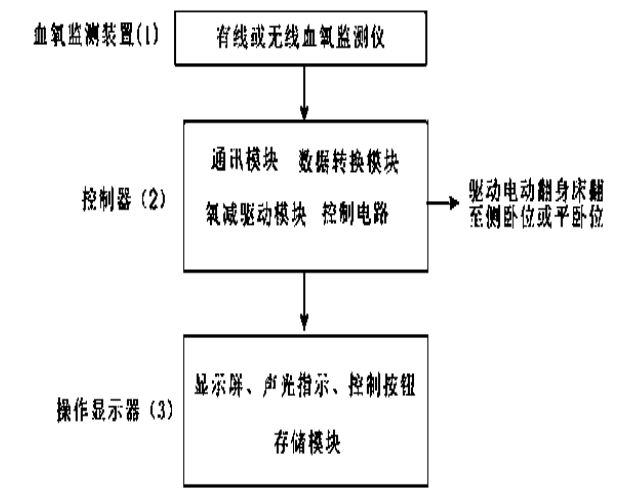 血氧监测装置(1)
有线或无线血氧监测仪
通讯模块 数据转换模块
控制器(2)
氧减驱动模块 控制电路
驱动电动翻身床翻
至侧卧位或平卧位
显示屏、声光指示、控制按钮
操作显示器(3)
存储模块